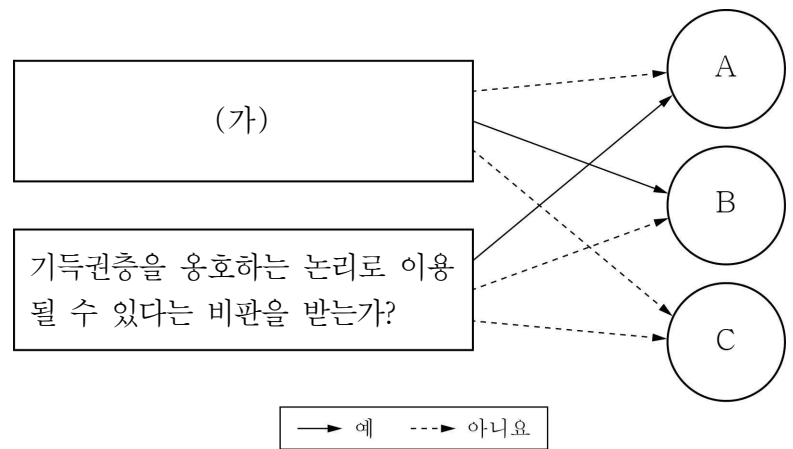 (가)
기득권층을 옹호하는 논리로 이용
될 수 있다는 비판을 받는가?
A
B
C
예
아니요